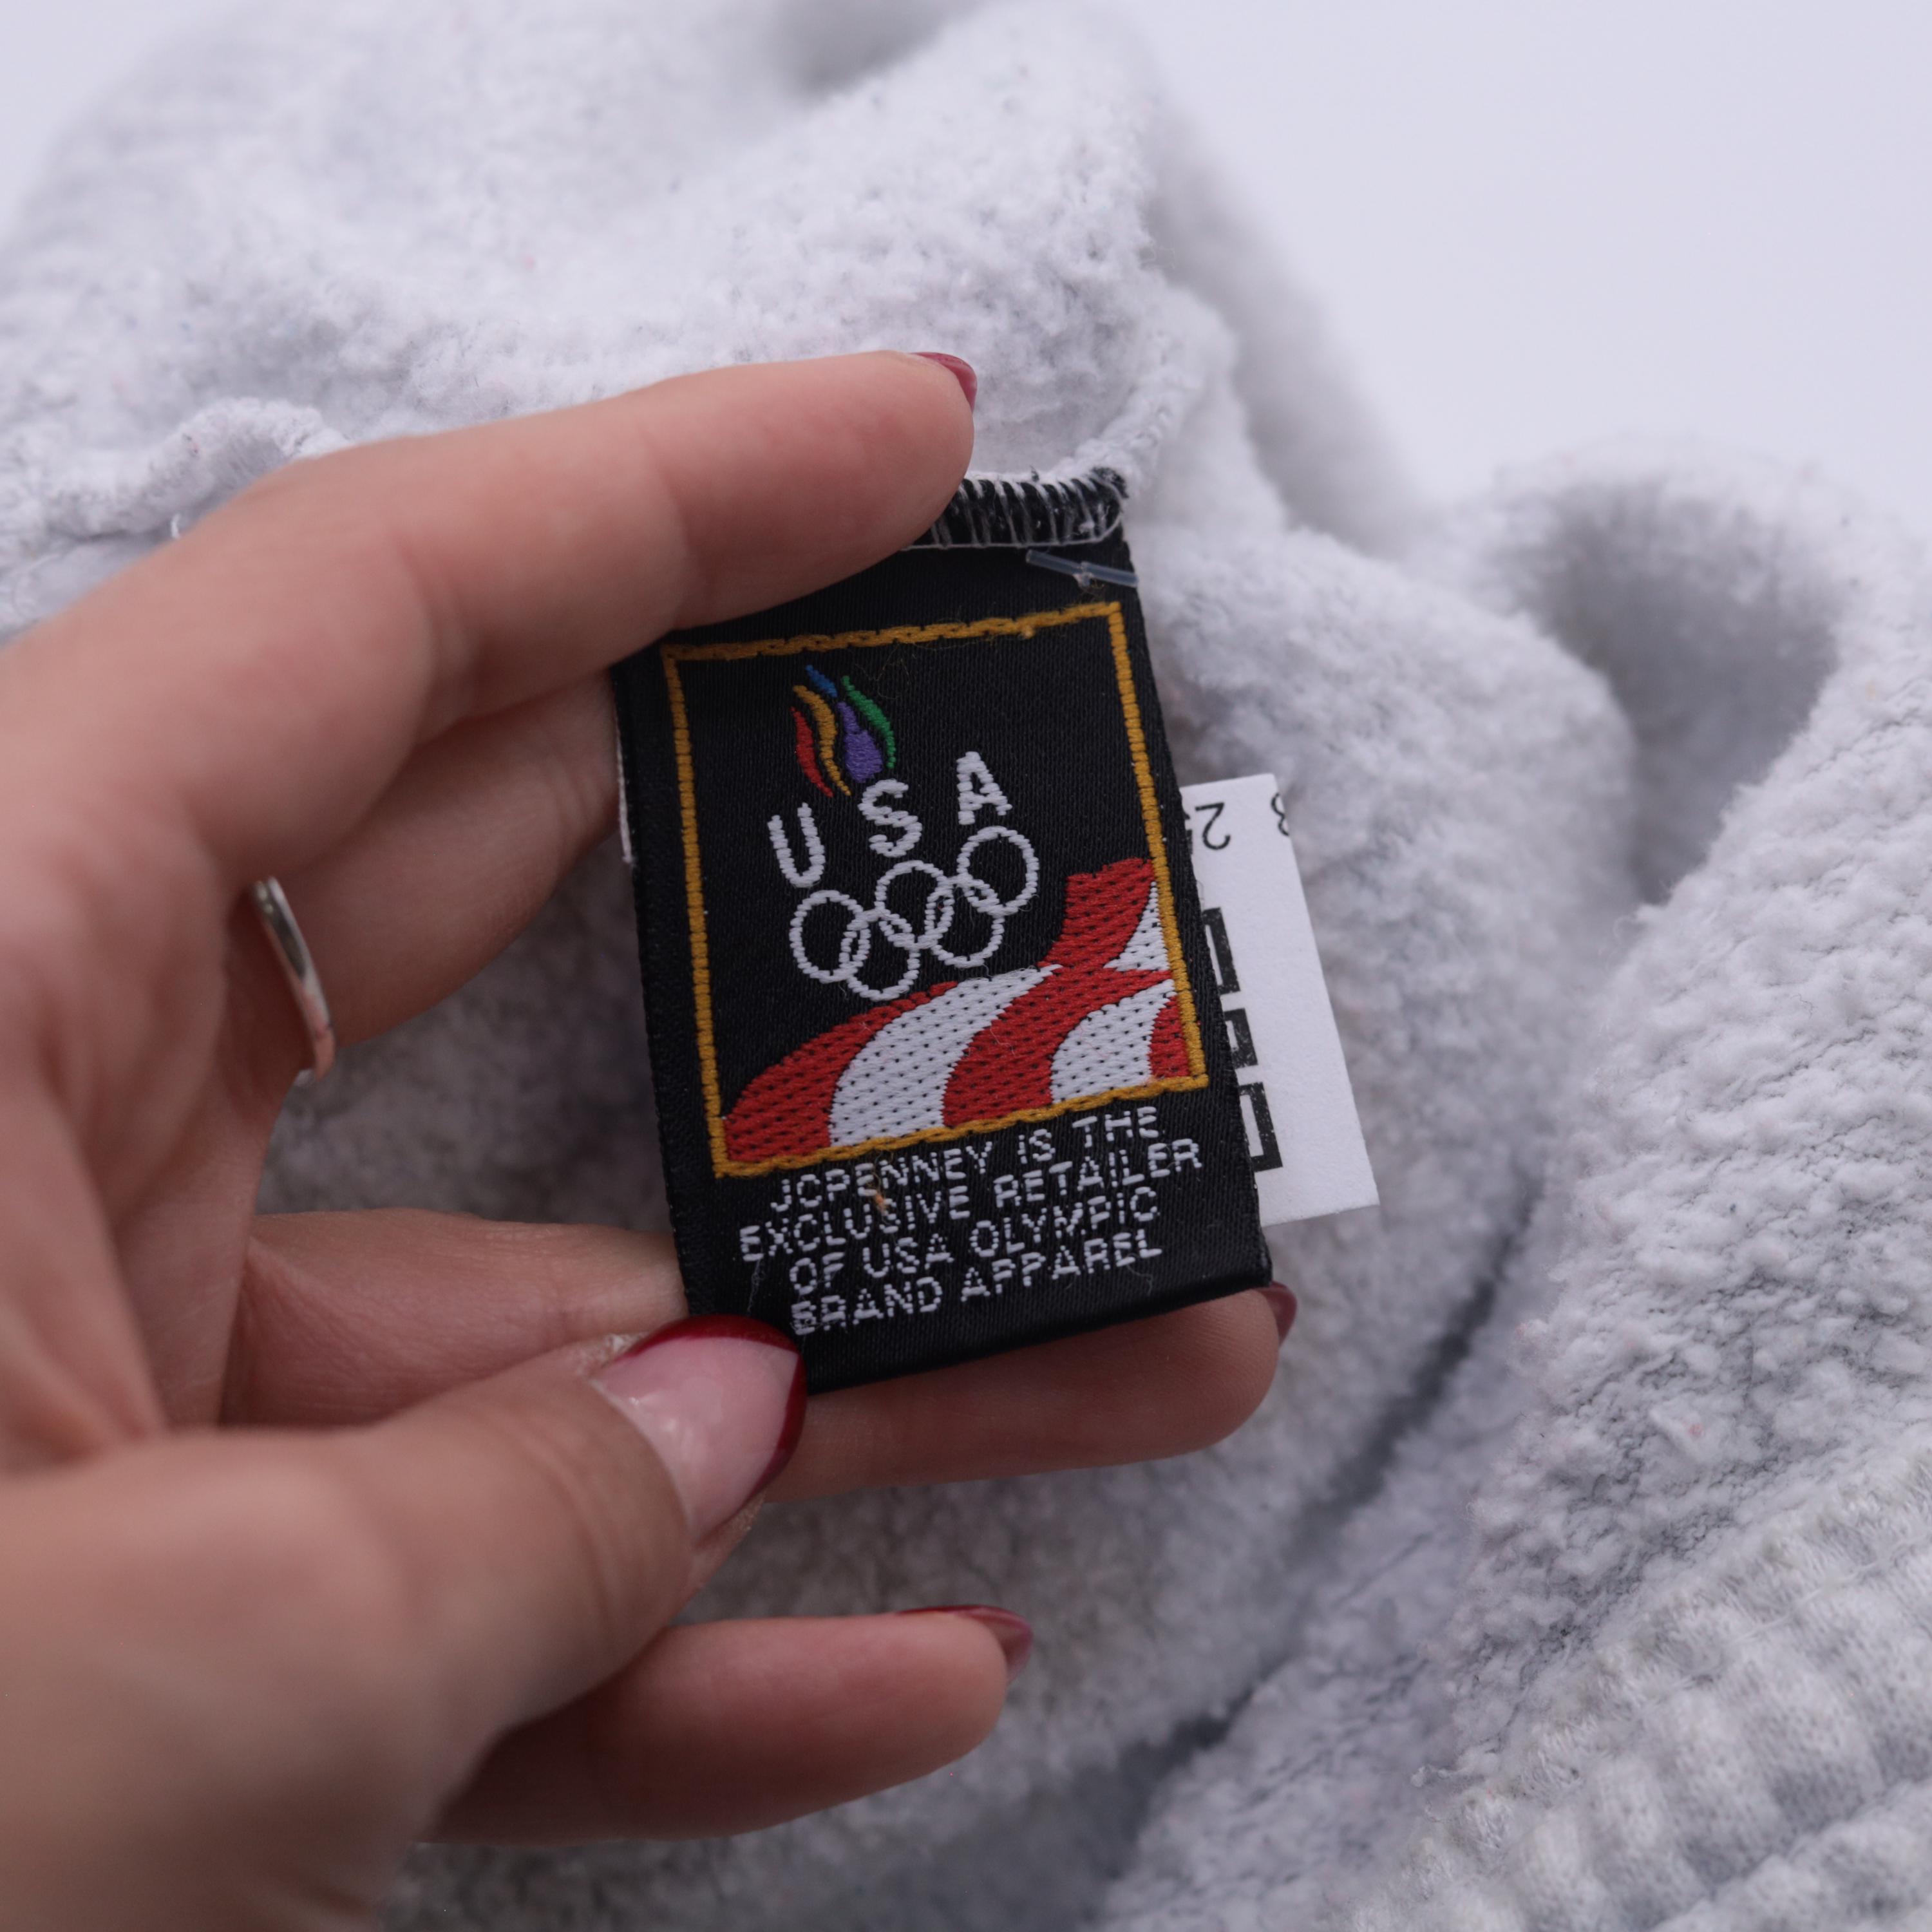 USA
JCPENNEY IS THE
EXCLUSIVE RETAILER
OF USA OLYMPIC
BRAND APPAREL